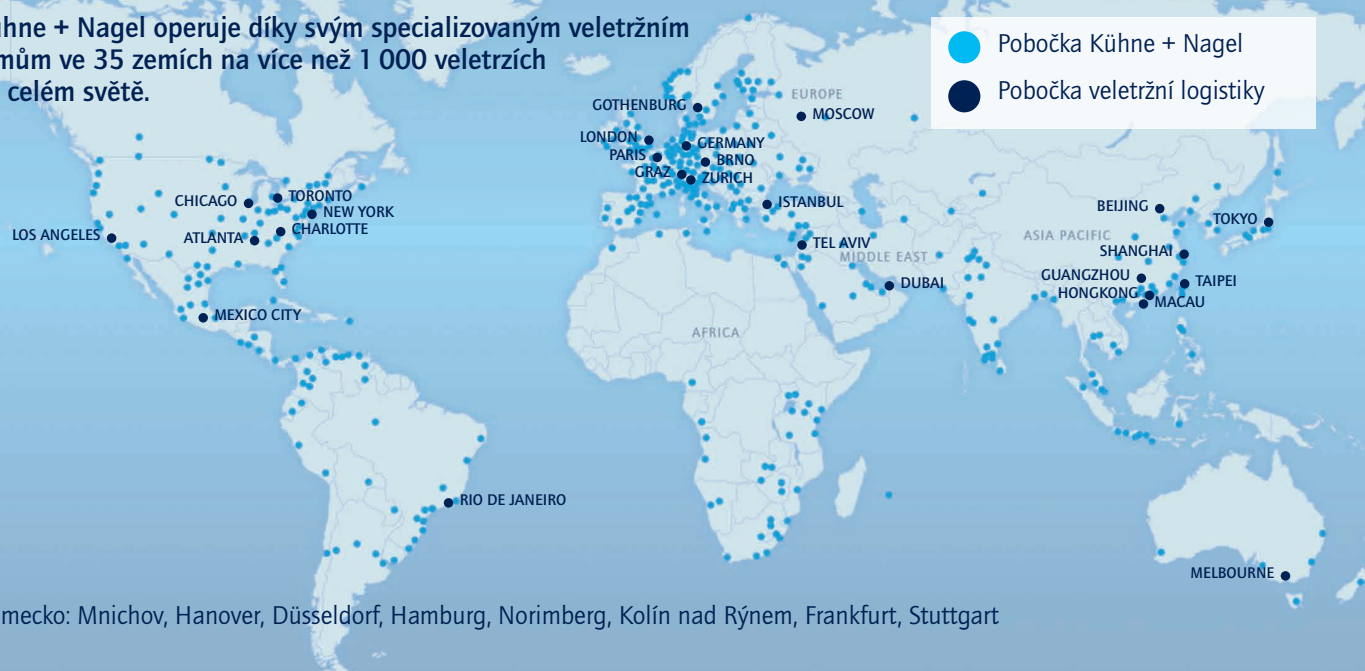 ühne + Nagel operuje díky svým specializovaným veletržním
mům ve 35 zemích na více než 1 000 veletrzích
celém světě.
Pobočka Kühne + Nagel
Pobočka veletržní logistiky
EUROPE
GOTHENBURG
MOSCOW
LONDON
GERMANY
PARIS
BRNO
GRAZ
ZURICH
ISTANBUL
CHICAGO
TORONTO
NEW YORK
LOS ANGELES
ATLANTA
CHARLOTTE
BEIJING
TOKYO
ASIA PACIFIC
TEL AVIV
MIDDLE EAST
SHANGHAI
DUBAI
GUANGZHOU
TAIPEI
HONGKONG
MACAU
MEXICO CITY
AFRICA
RIO DE JANEIRO
MELBOURNE
mecko: Mnichov, Hanover, Düsseldorf, Hamburg, Norimberg, Kolín nad Rýnem, Frankfurt, Stuttgart